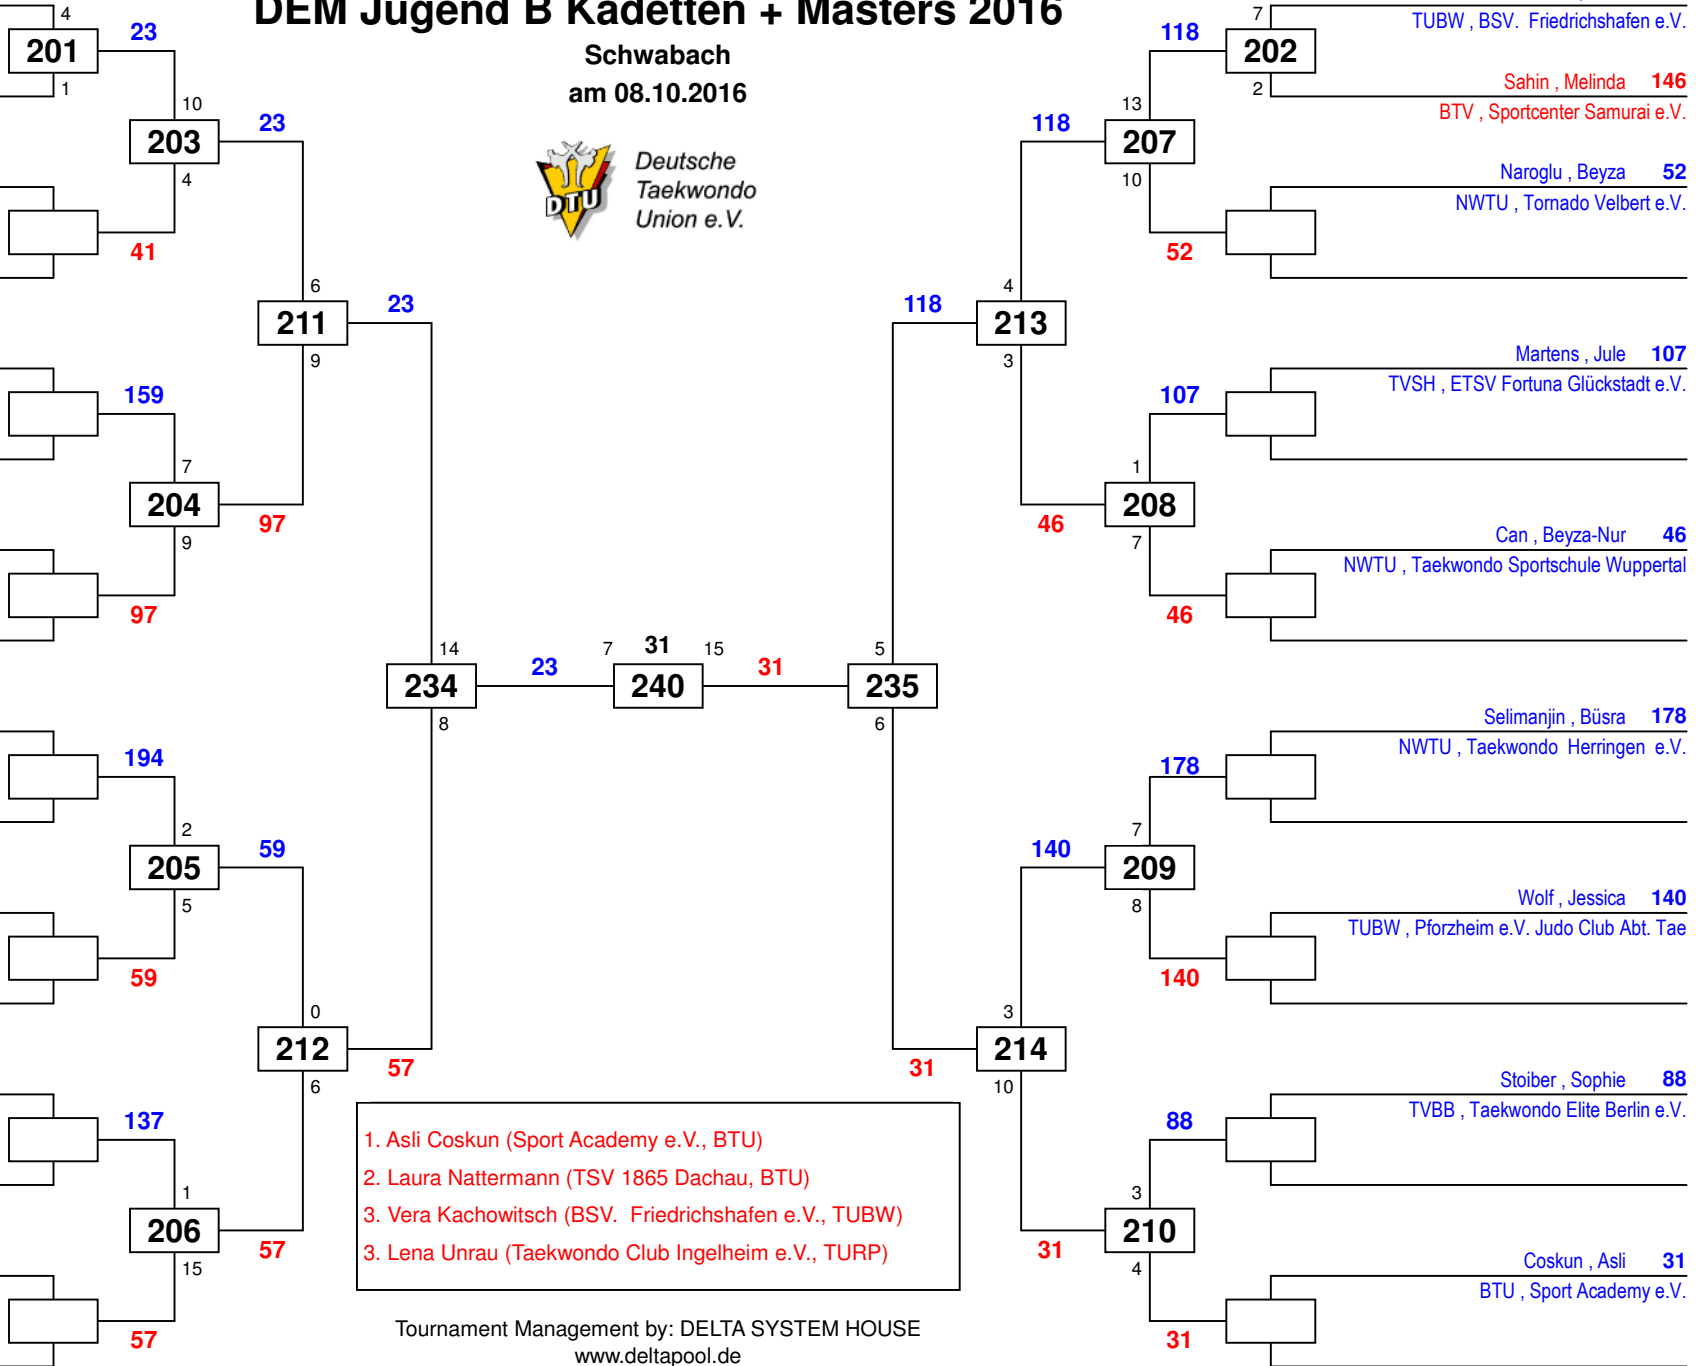 DEM Jugend B Kadetten + Masters 2016
Schwabach
am 08.10.2016
DTU
Deutsche
Taekwondo
Union e.V.
4
201
1
23
10
203
4
23
41
6
211
9
23
159
7
204
9
97
97
14
234
8
23
194
2
205
5
59
59
0
212
6
57
137
1
206
15
57
57
7
31
15
240
31
5
235
6
118
4
213
3
118
13
207
10
118
7
202
2
TUBW , BSV. Friedrichshafen e.V.
Sahin , Melinda 146
BTV , Sportcenter Samurai e.V.
Naroglu , Beyza 52
NWTU , Tornado Velbert e.V.
52
Martens , Jule 107
TVSH , ETSV Fortuna Glückstadt e.V.
107
1
208
7
46
Can , Beyza-Nur 46
NWTU , Taekwondo Sportschule Wuppertal
46
Selimanjin , Büsra 178
NWTU , Taekwondo Herringen e.V.
178
7
209
8
140
Wolf , Jessica 140
TUBW , Pforzheim e.V. Judo Club Abt. Tae
140
3
214
10
31
Stoiber , Sophie 88
TVBB , Taekwondo Elite Berlin e.V.
88
3
210
4
31
Coskun , Asli 31
BTU , Sport Academy e.V.
31
1. Asli Coskun (Sport Academy e.V., BTU)
2. Laura Nattermann (TSV 1865 Dachau, BTU)
3. Vera Kachowitsch (BSV. Friedrichshafen e.V., TUBW)
3. Lena Unrau (Taekwondo Club Ingelheim e.V., TURP)
Tournament Management by: DELTA SYSTEM HOUSE
www.deltapool.de